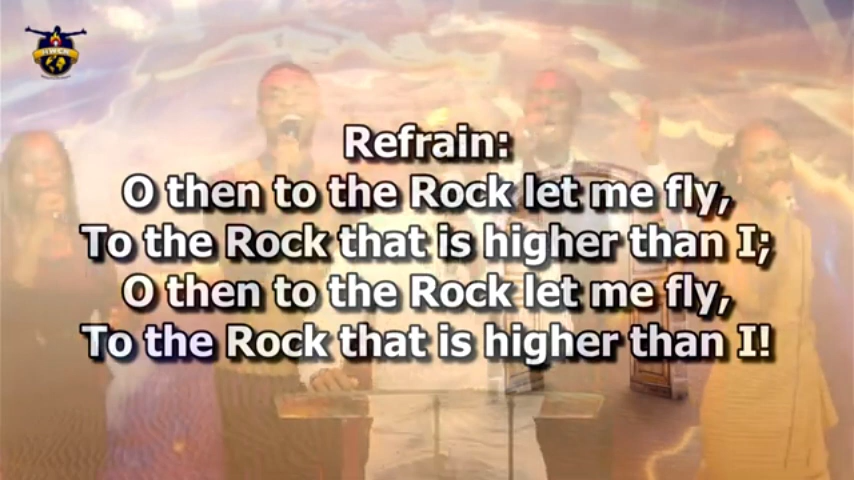 HWCN
Refrain:
O then to the Rock let me fly,
To the Rock that is higher than I;
O then to the Rock let me fly,
To the Rock that is higher than I!